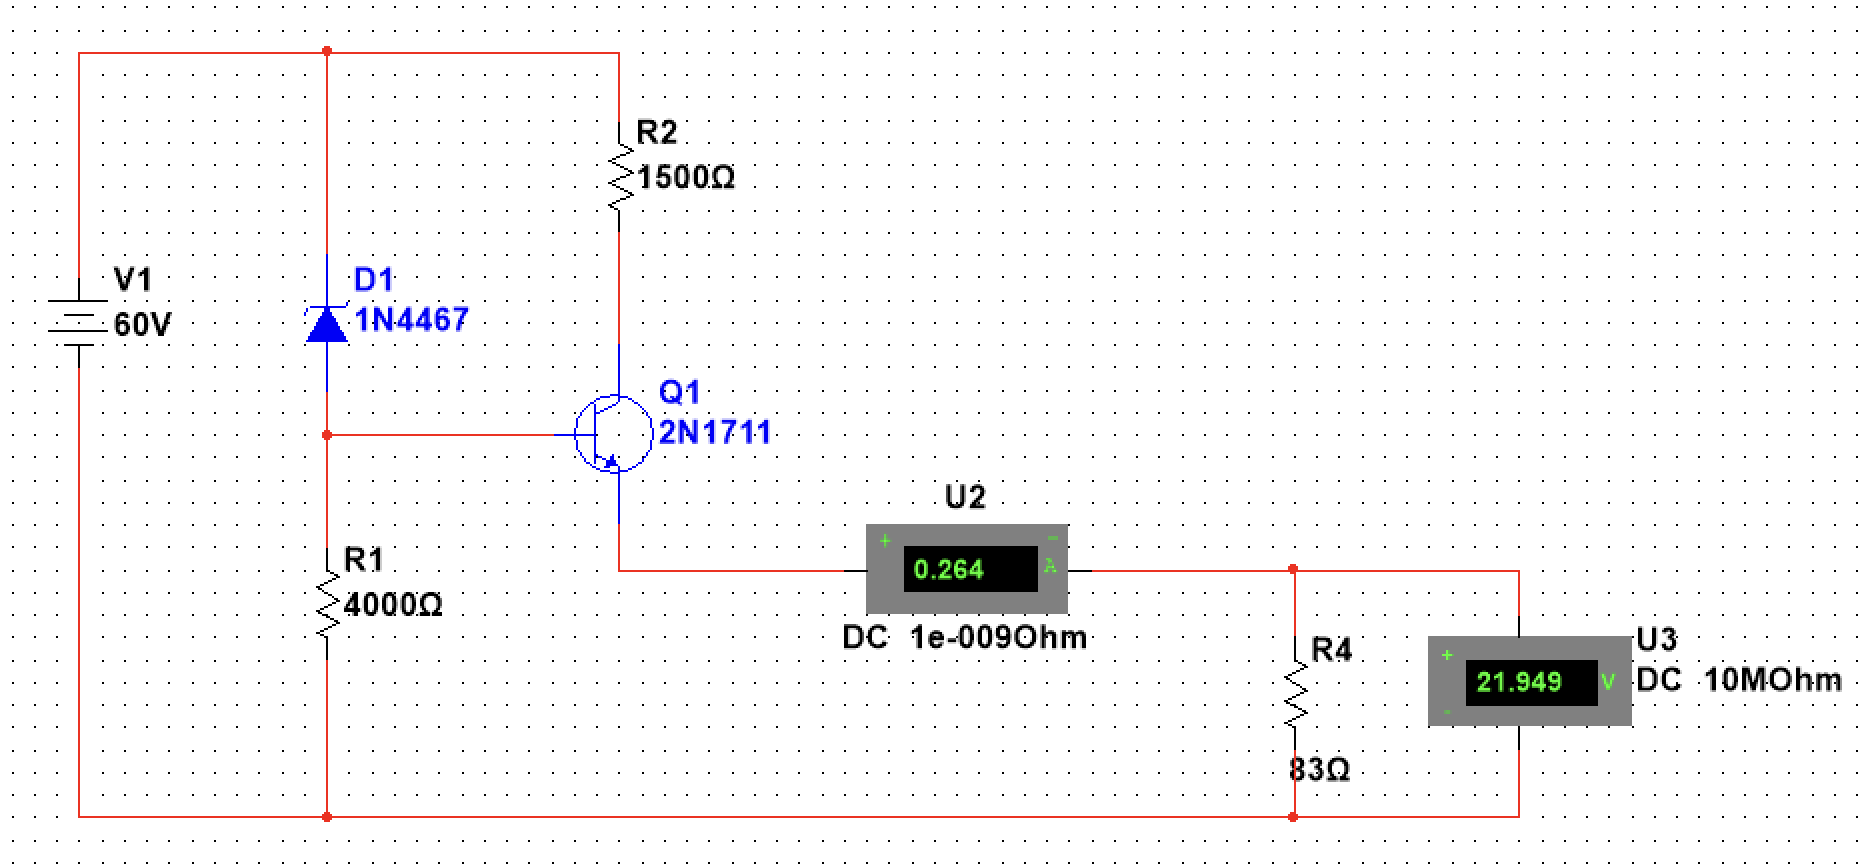 R2
1500Ω
V1
60V
D1
1N4467
Q1
2N1711
U2
+ -
0.264 A
DC 1e-009Ohm
R1
4000Ω
R4
83Ω
U3
+
21.949 V
-
DC 10MOhm